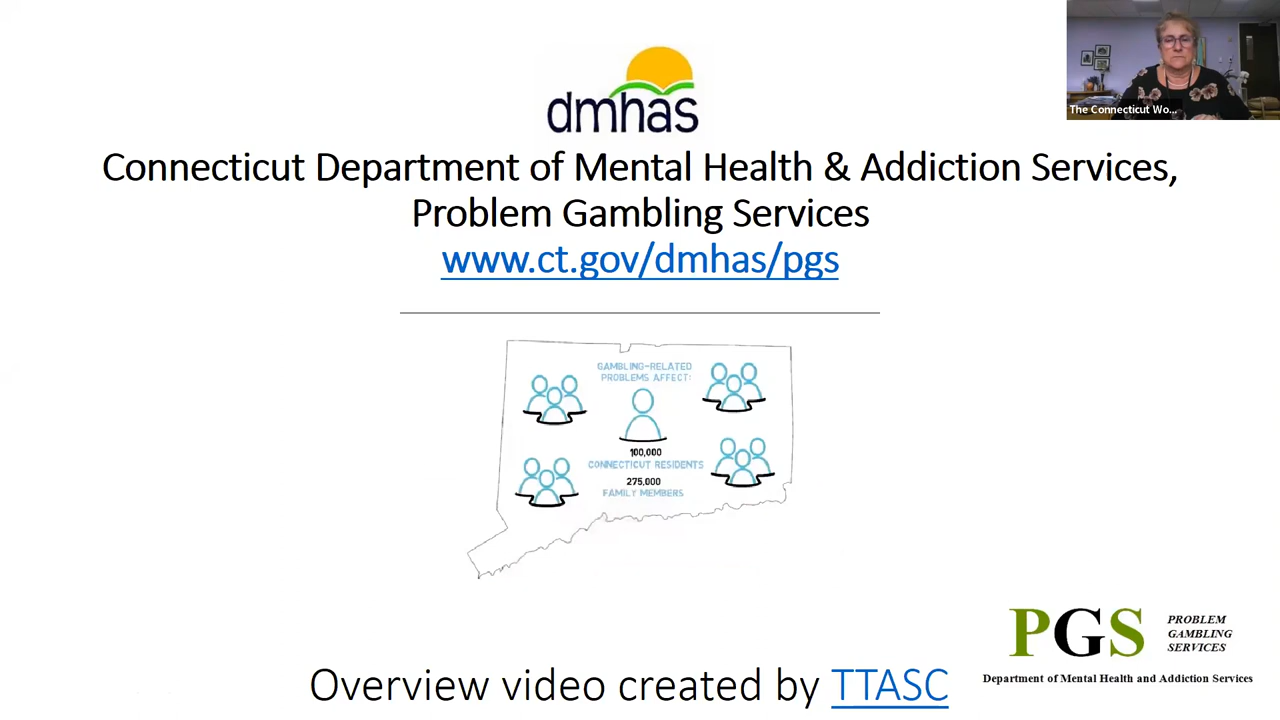 dmhas
The Connecticut Wo...
Connecticut Department of Mental Health & Addiction Services,
Problem Gambling Services
www.ct.gov/dmhas/pgs
GAMBLING-RELATED
PROBLEMS AFFECT:
100,000
CONNECTICUT RESIDENTS
275,000
FAMILY MEMBERS
PGS
PROBLEM
GAMBLING
SERVICES
Department of Mental Health and Addiction Services
Overview video created by TTASC